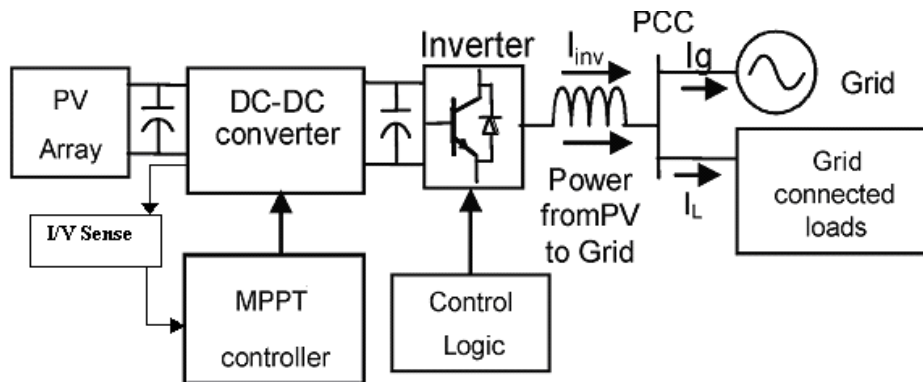 PV
Array
DC-DC
converter
Inverter
I_inv
PCC
Ig
Grid
Power
fromPV
to Grid
I_L
Grid
connected
loads
I/V Sense
MPPT
controller
Control
Logic